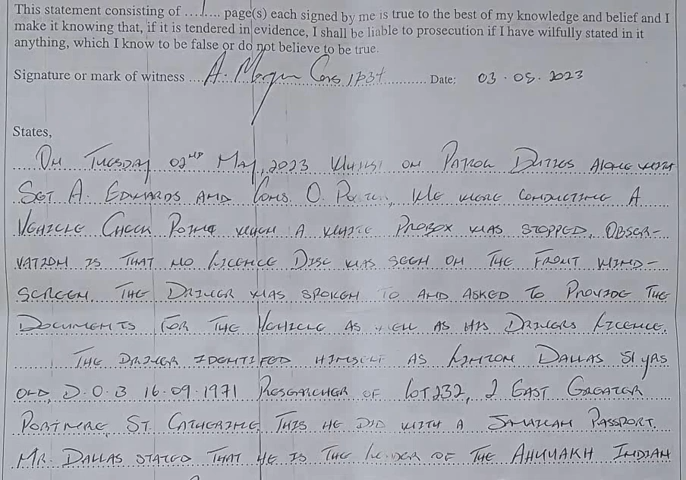 This statement consisting of ....1.... page(s) each signed by me is true to the best of my knowledge and belief and I
make it knowing that, if it is tendered in evidence, I shall be liable to prosecution if I have wilfully stated in it
anything, which I know to be false or do not believe to be true.
Signature or mark of witness ... A. Morgan Cons ........ Date: 03.05.2023
States,
On Tuesday 02nd May, 2023 whilst on Patrol Duties along with
Sgt A. Edwards and Cons. O. we were conducting a
Vehicle Check Point when a white Probox was stopped. Obser-
vation is that no licence Disc was seen on the front wind-
screen. The Driver was spoken to and asked to Provide the
Documents for the Vehicle as well as his Drivers Licence.
The Driver identified himself as Dallas 51 yrs
old, D.O.B 16.09.1971 Researcher of Lot 232, 2 East Greater
Portmore, St. Catherine This he did with a Jamaican Passport.
Mr. Dallas stated that he is the leader of the Indian